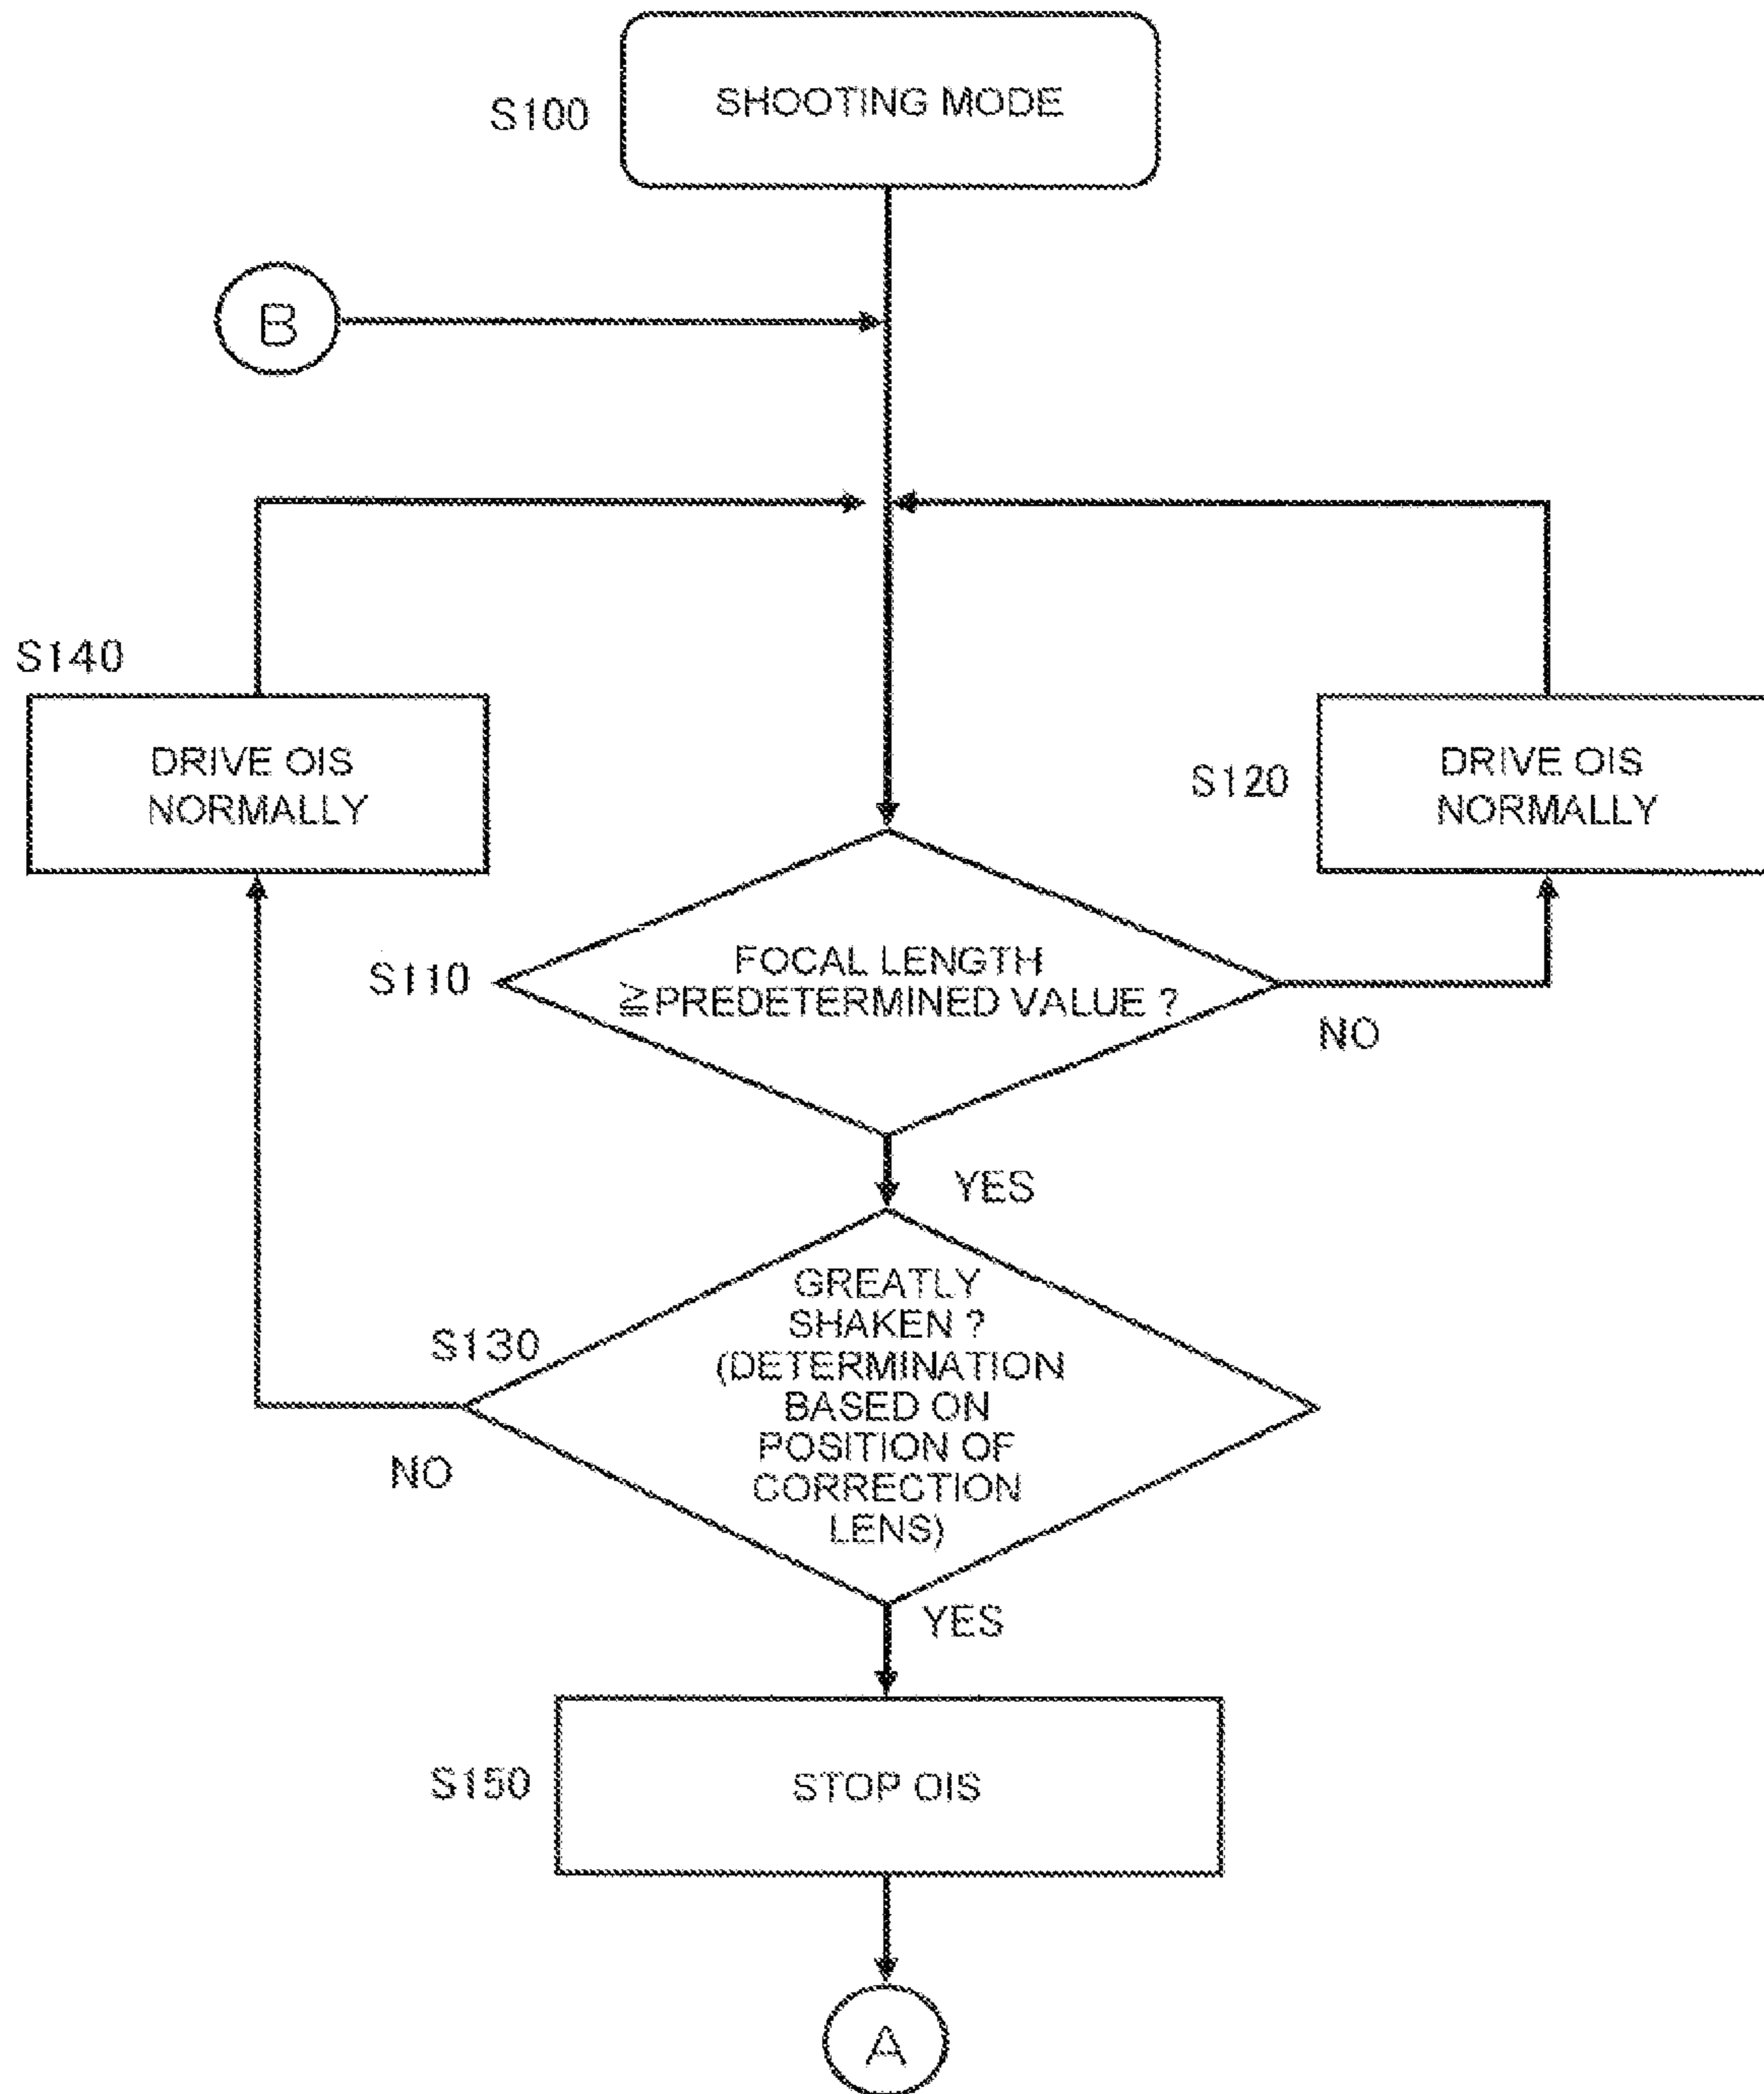 S100
SHOOTING MODE
B
S140
DRIVE OIS
NORMALLY
S120
DRIVE OIS
NORMALLY
S110
FOCAL LENGTH
≧PREDETERMINED VALUE ?
NO
YES
S130
GREATLY
SHAKEN ?
(DETERMINATION
BASED ON
POSITION OF
CORRECTION
LENS)
NO
YES
S150
STOP OIS
A